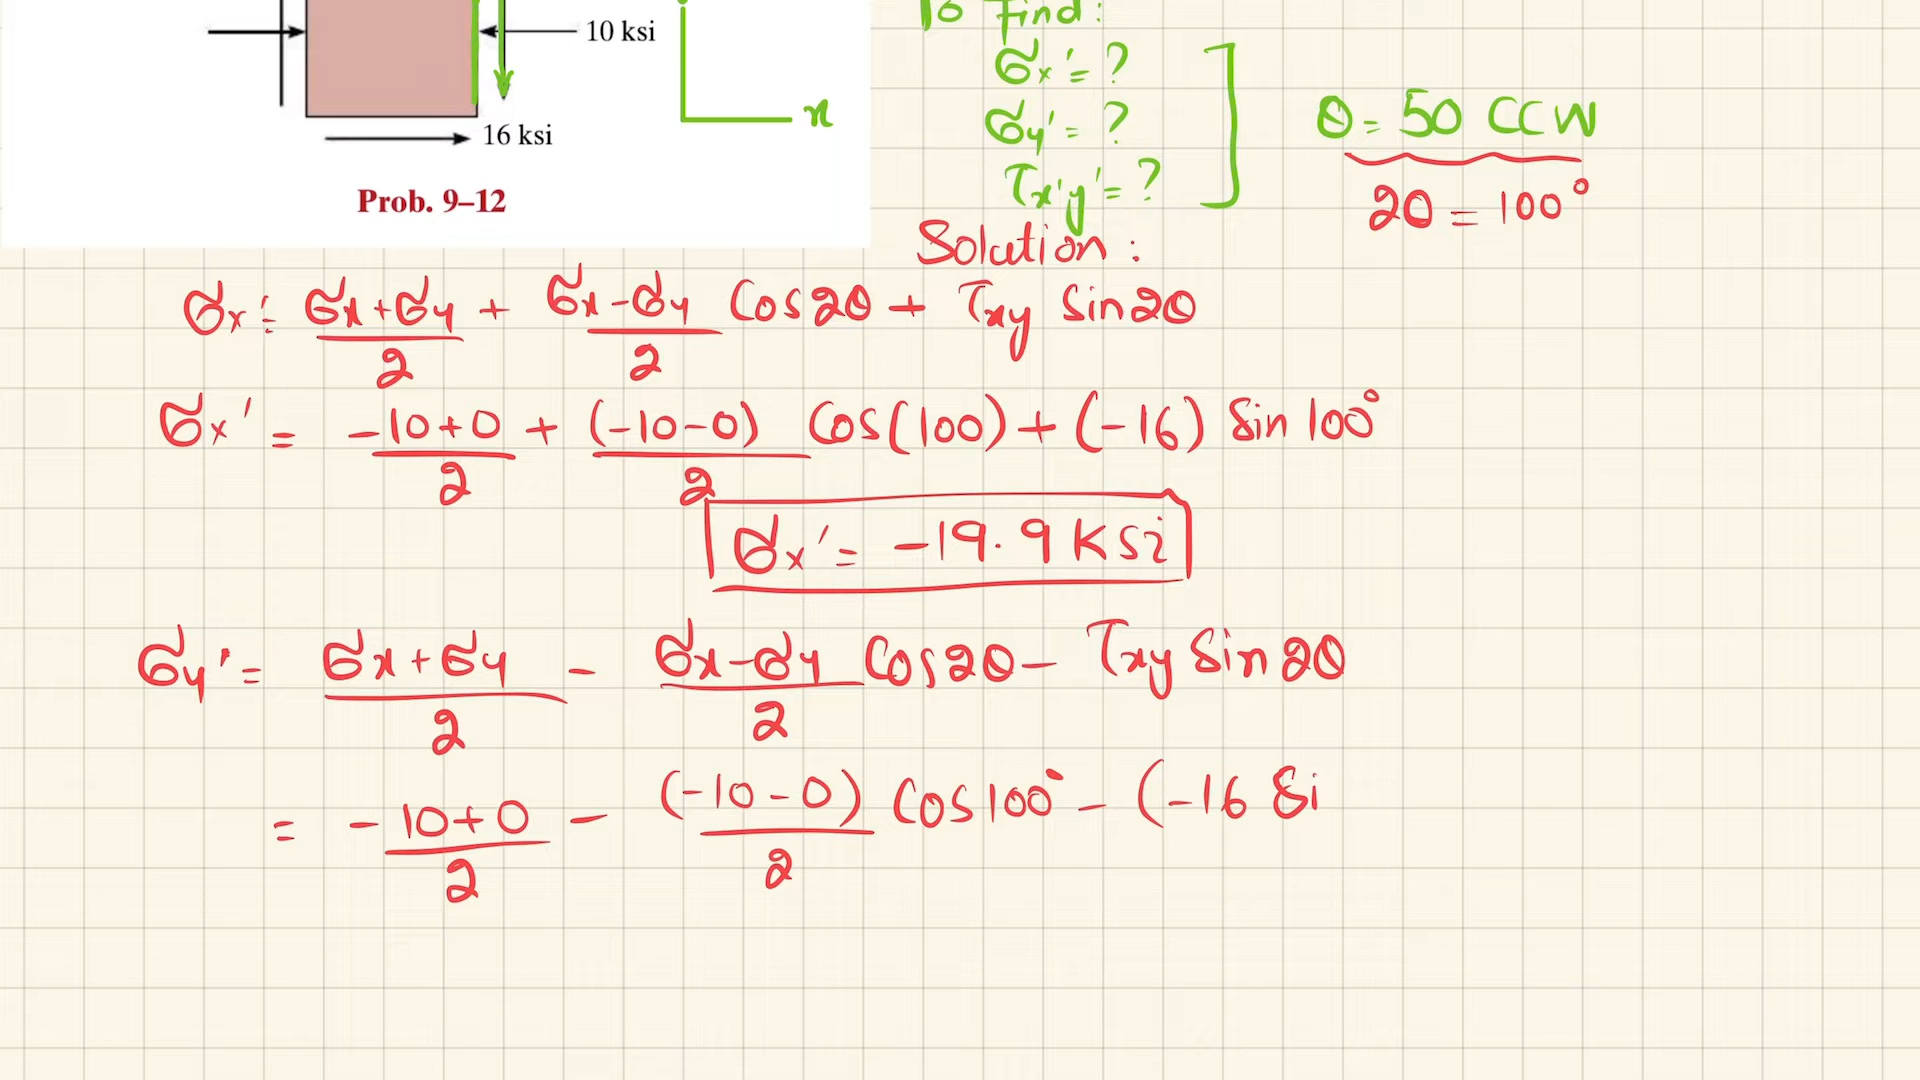 To find:
10 ksi
σx' = ?
σy' = ?
x
θ = 50 CCW
16 ksi
τx'y' = ?
2θ = 100°
Prob. 9–12
Solution :
σx' = σx+σy/2 + σx-σy/2 Cos2θ + τxy Sin2θ
σx' = -10+0/2 + (-10-0)/2 Cos(100) + (-16) Sin 100°
σx' = -19.9 Ksi
σy' = σx+σy/2 - σx-σy/2 Cos2θ - τxy Sin 2θ
= -10+0/2 - (-10-0)/2 Cos100° - (-16 Si